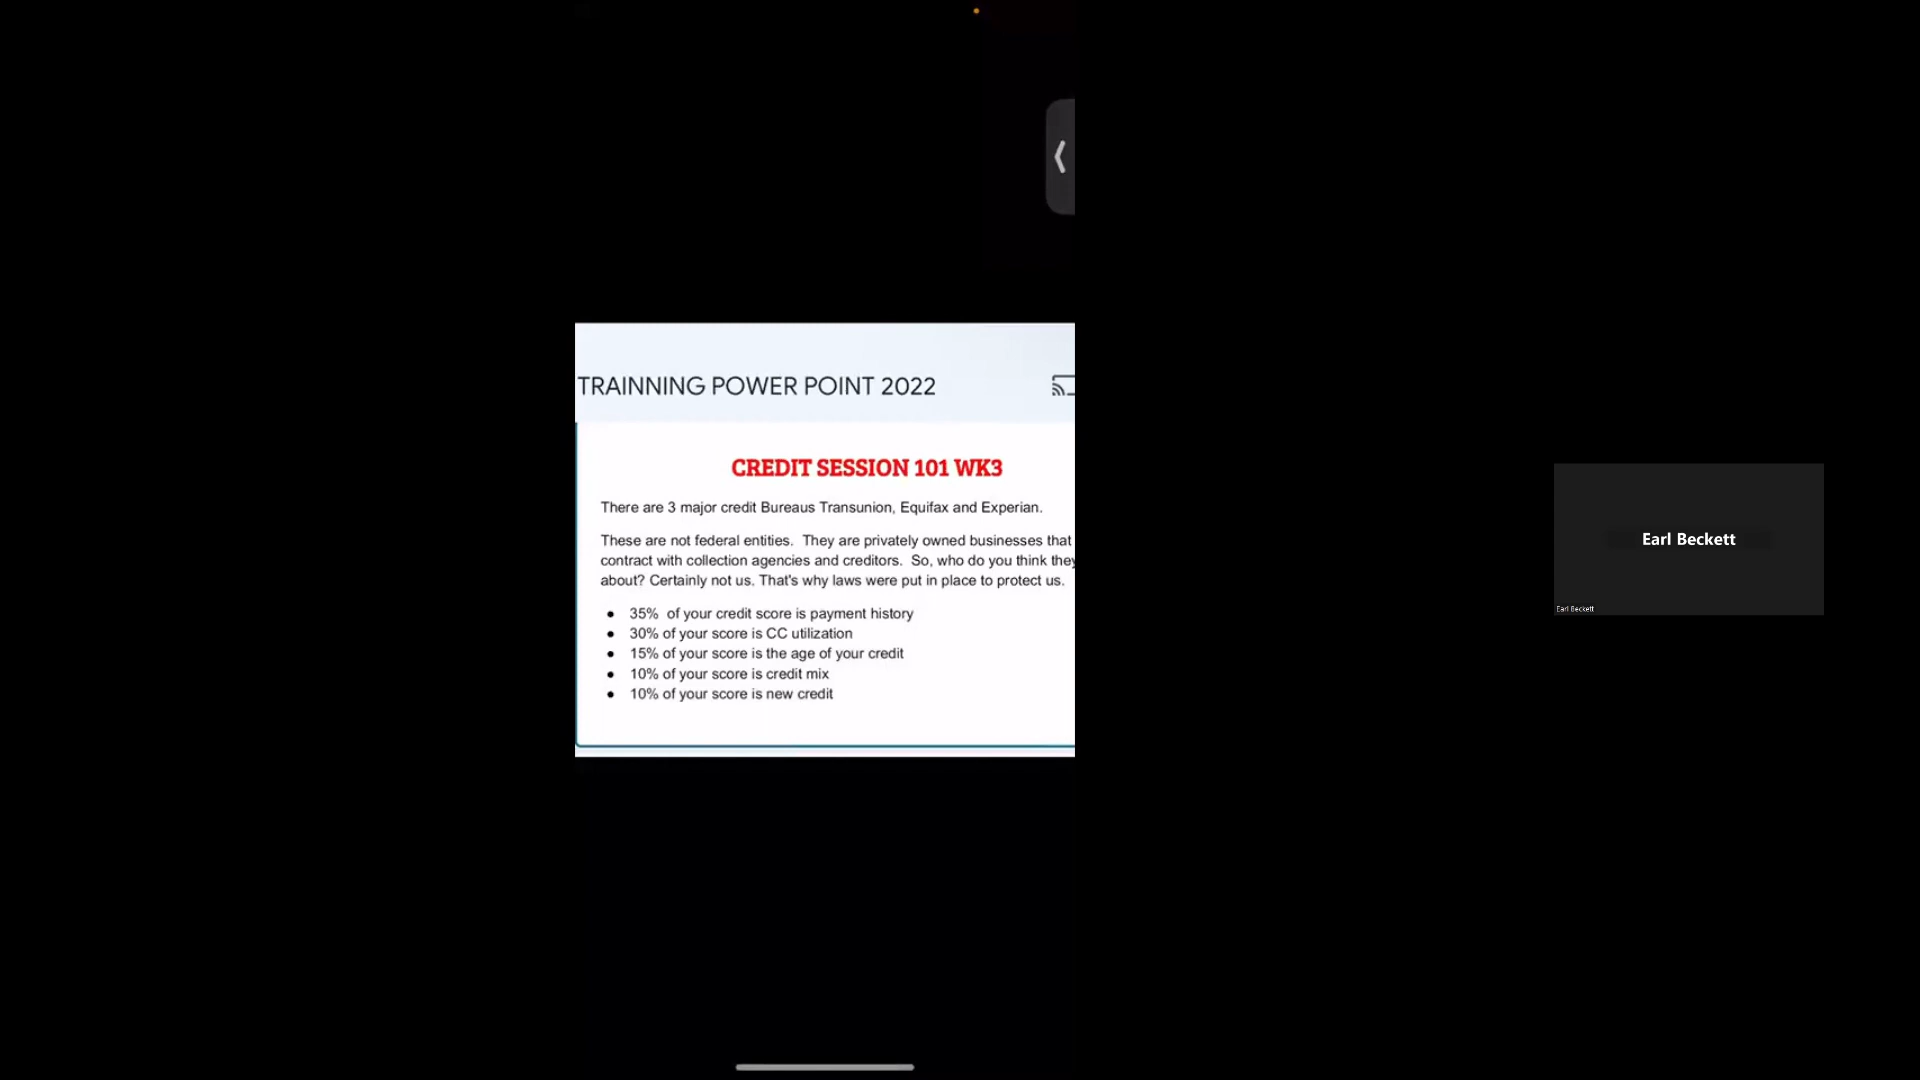 TRAINNING POWER POINT 2022
CREDIT SESSION 101 WK3
There are 3 major credit Bureaus Transunion, Equifax and Experian.
These are not federal entities.  They are privately owned businesses that
contract with collection agencies and creditors.  So, who do you think they
about? Certainly not us. That's why laws were put in place to protect us.
● 35%  of your credit score is payment history
● 30% of your score is CC utilization
● 15% of your score is the age of your credit
● 10% of your score is credit mix
● 10% of your score is new credit
Earl Beckett
Earl Beckett